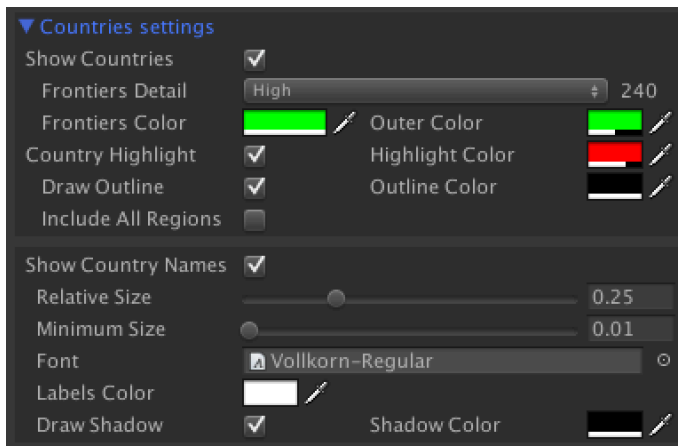 Countries settings
Show Countries
Frontiers Detail High 240
Frontiers Color Outer Color
Country Highlight Highlight Color
Draw Outline Outline Color
Include All Regions
Show Country Names
Relative Size 0.25
Minimum Size 0.01
Font Vollkorn-Regular
Labels Color
Draw Shadow Shadow Color